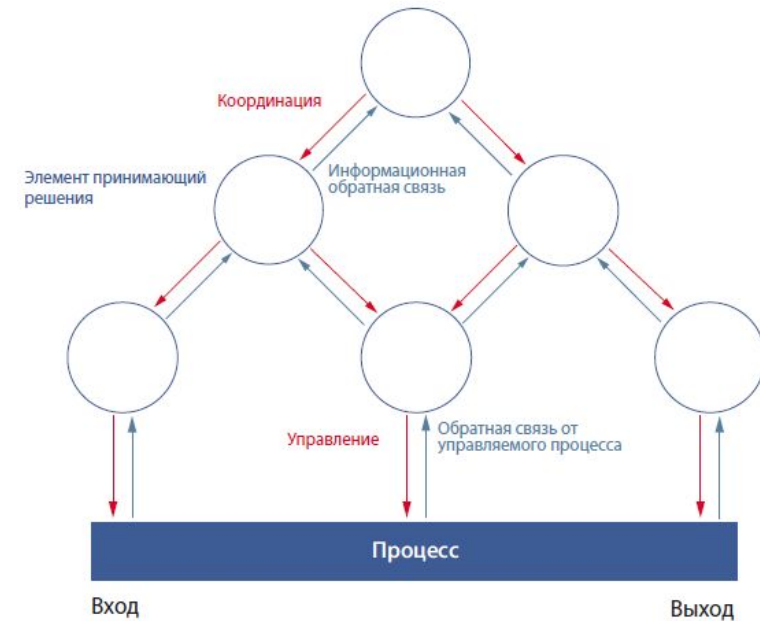 Координация
Элемент принимающий
решения
Информационная
обратная связь
Управление
Обратная связь от
управляемого процесса
Процесс
Вход
Выход